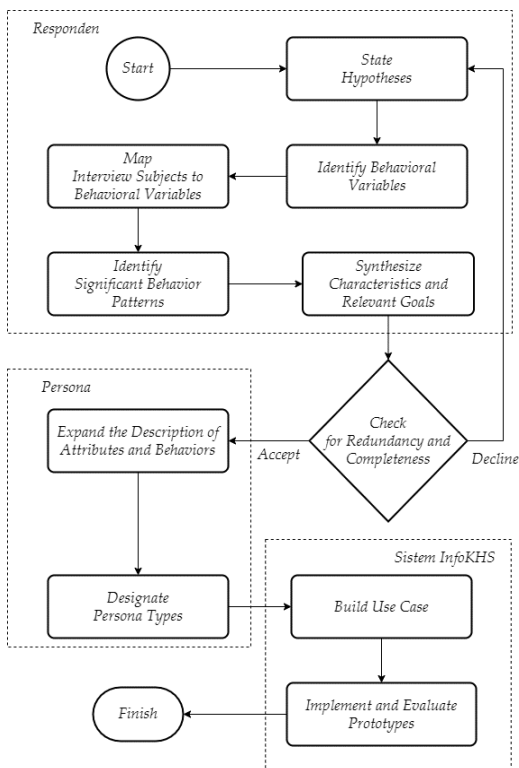 Responden
Start
State
Hypotheses
Map
Interview Subjects to
Behavioral Variables
Identify Behavioral
Variables
Identify
Significant Behavior
Patterns
Synthesize
Characteristics and
Relevant Goals
Persona
Check
for Redundancy and
Completeness
Expand the Description of
Attributes and Behaviors
Accept
Decline
Sistem InfoKHS
Designate
Persona Types
Build Use Case
Implement and Evaluate
Prototypes
Finish